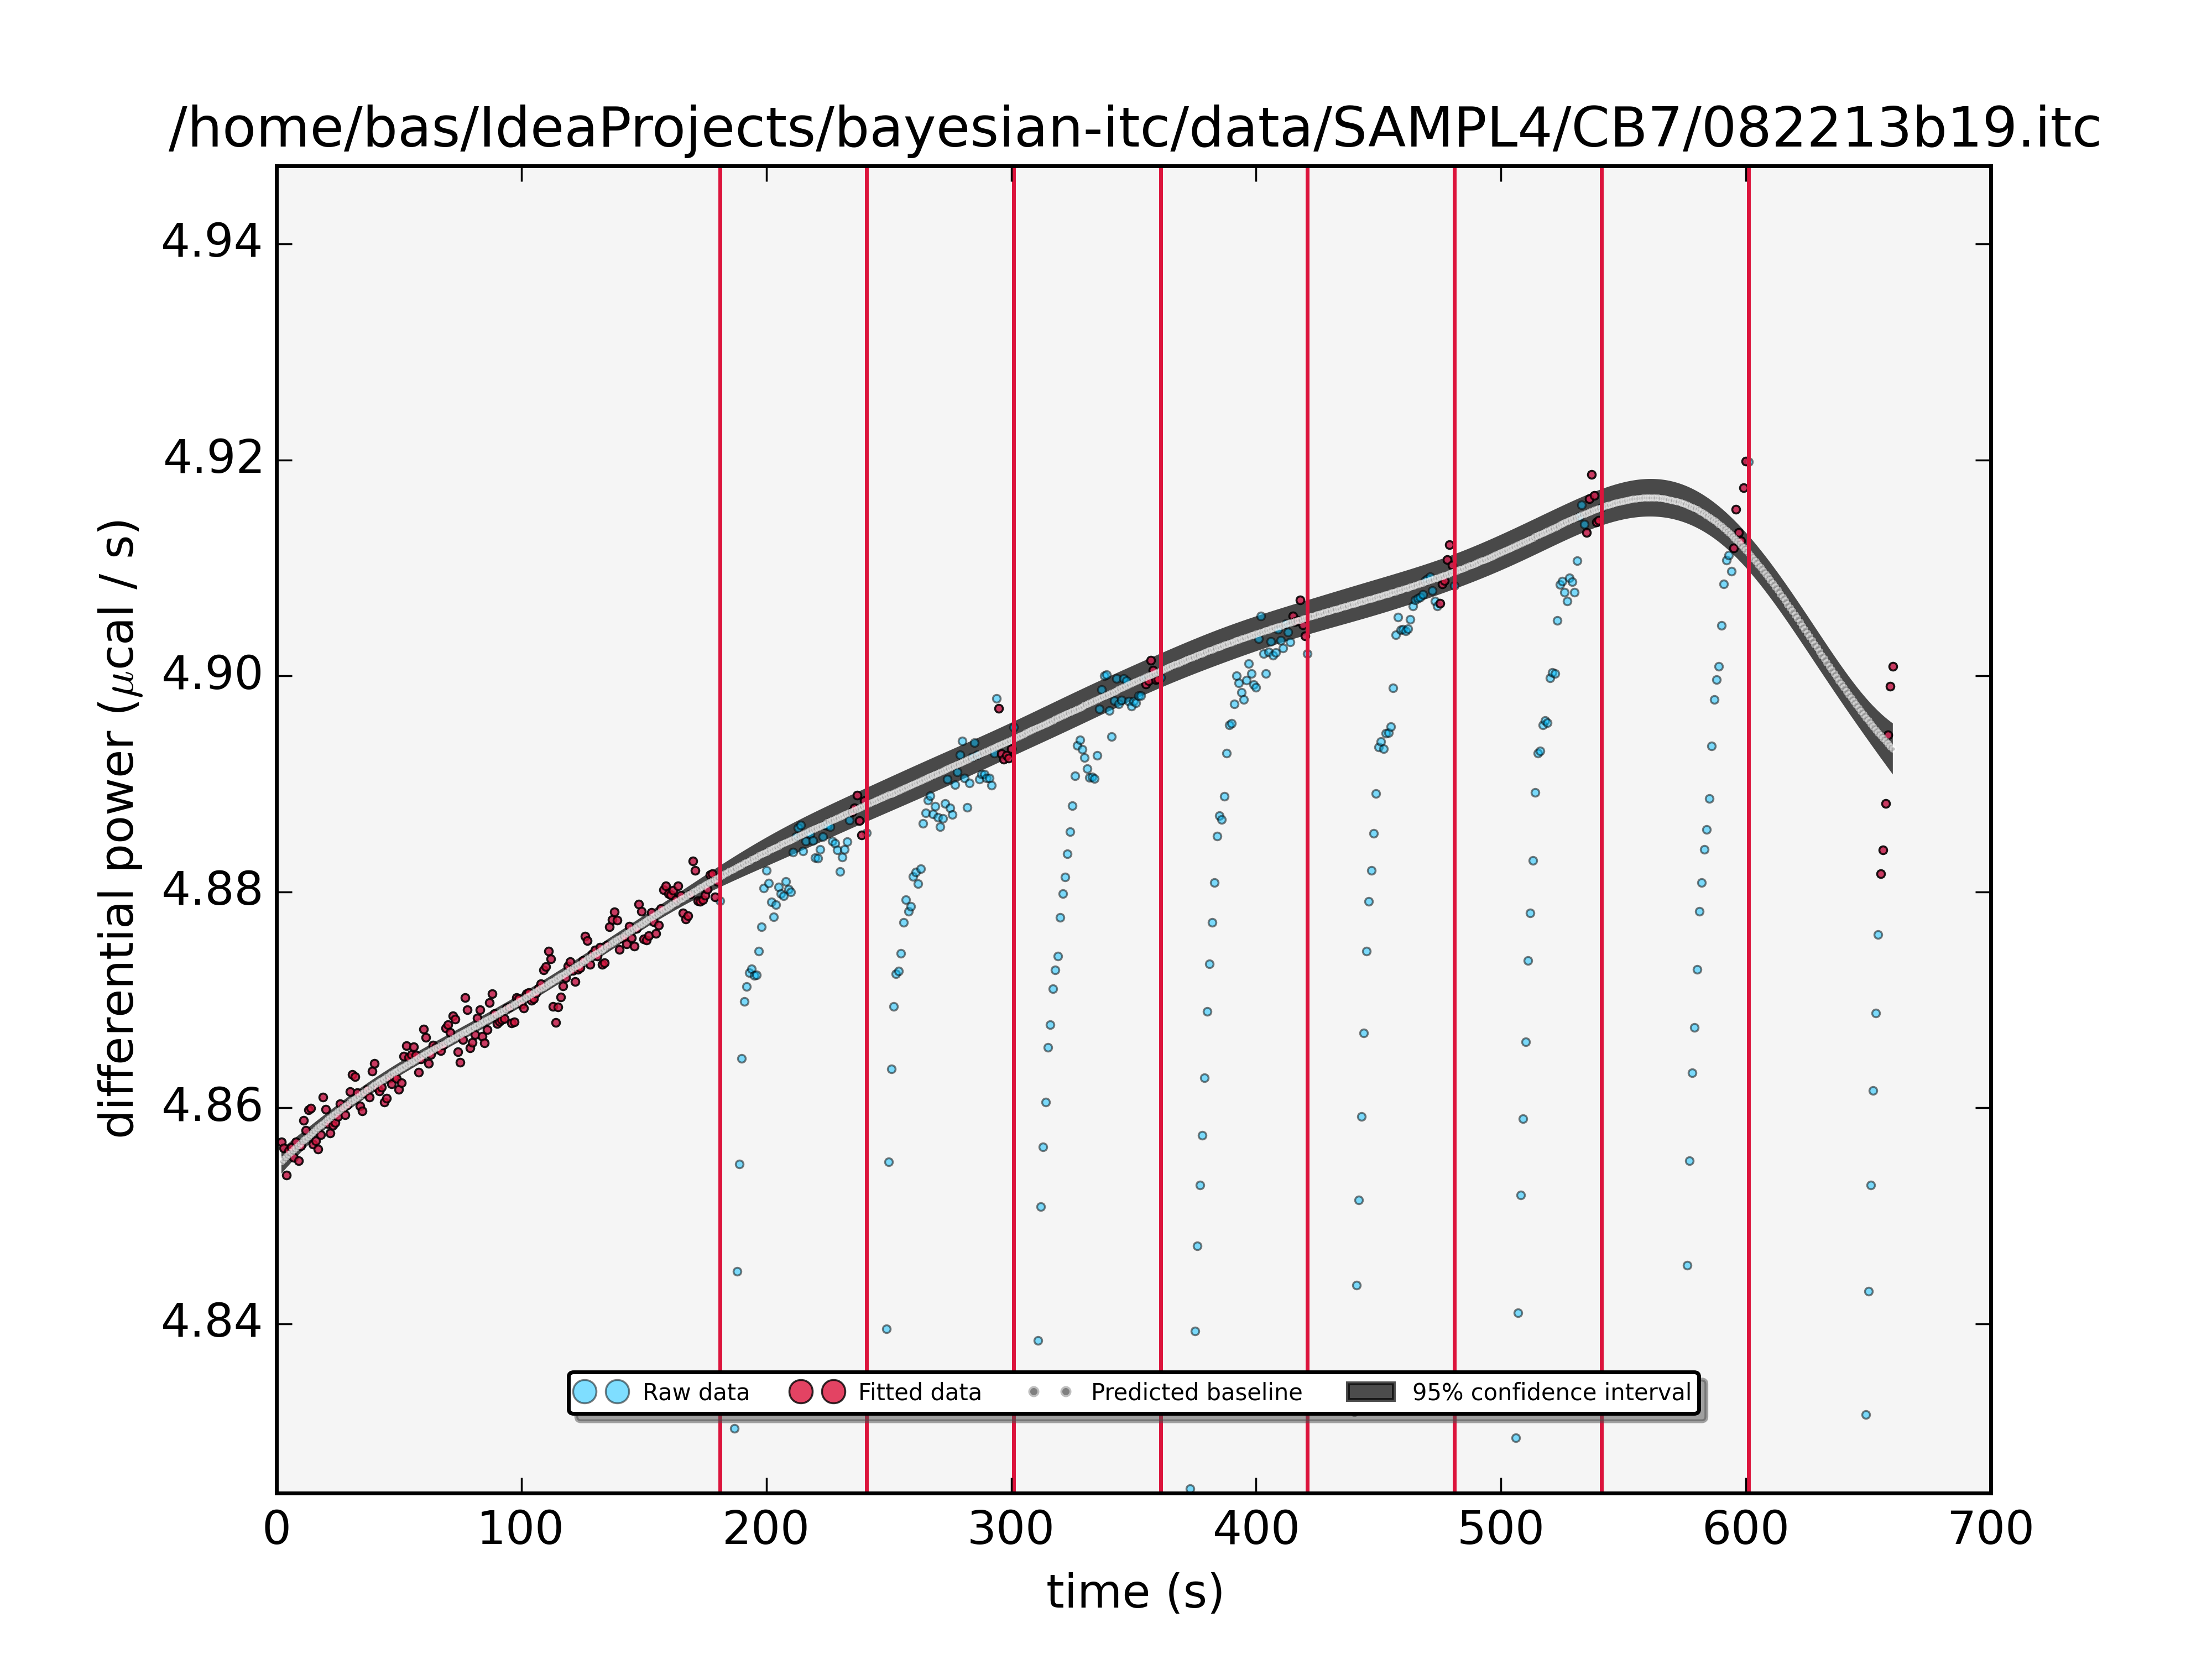 /home/bas/IdeaProjects/bayesian-itc/data/SAMPL4/CB7/082213b19.itc
differential power (μcal / s)
4.94
4.92
4.90
4.88
4.86
4.84
Raw data Fitted data Predicted baseline 95% confidence interval
0 100 200 300 400 500 600 700
time (s)